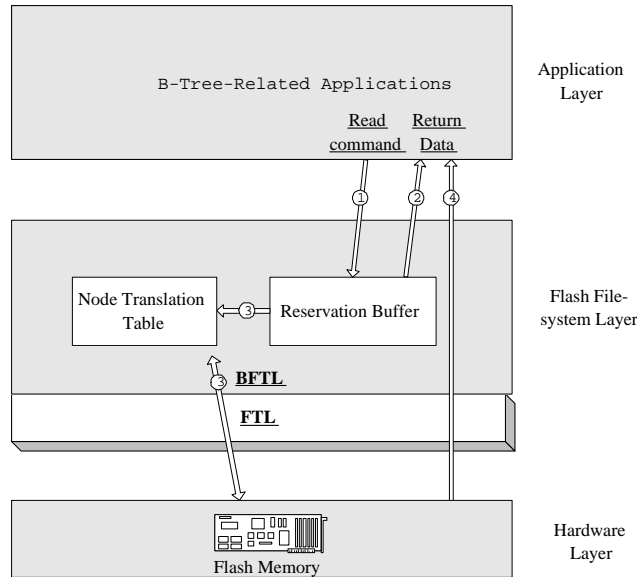 B-Tree-Related Applications
Application
Layer
Read
command
Return
Data
1
2
4
Node Translation
Table
3
Reservation Buffer
Flash File-
system Layer
3
BFTL
FTL
Flash Memory
Hardware
Layer